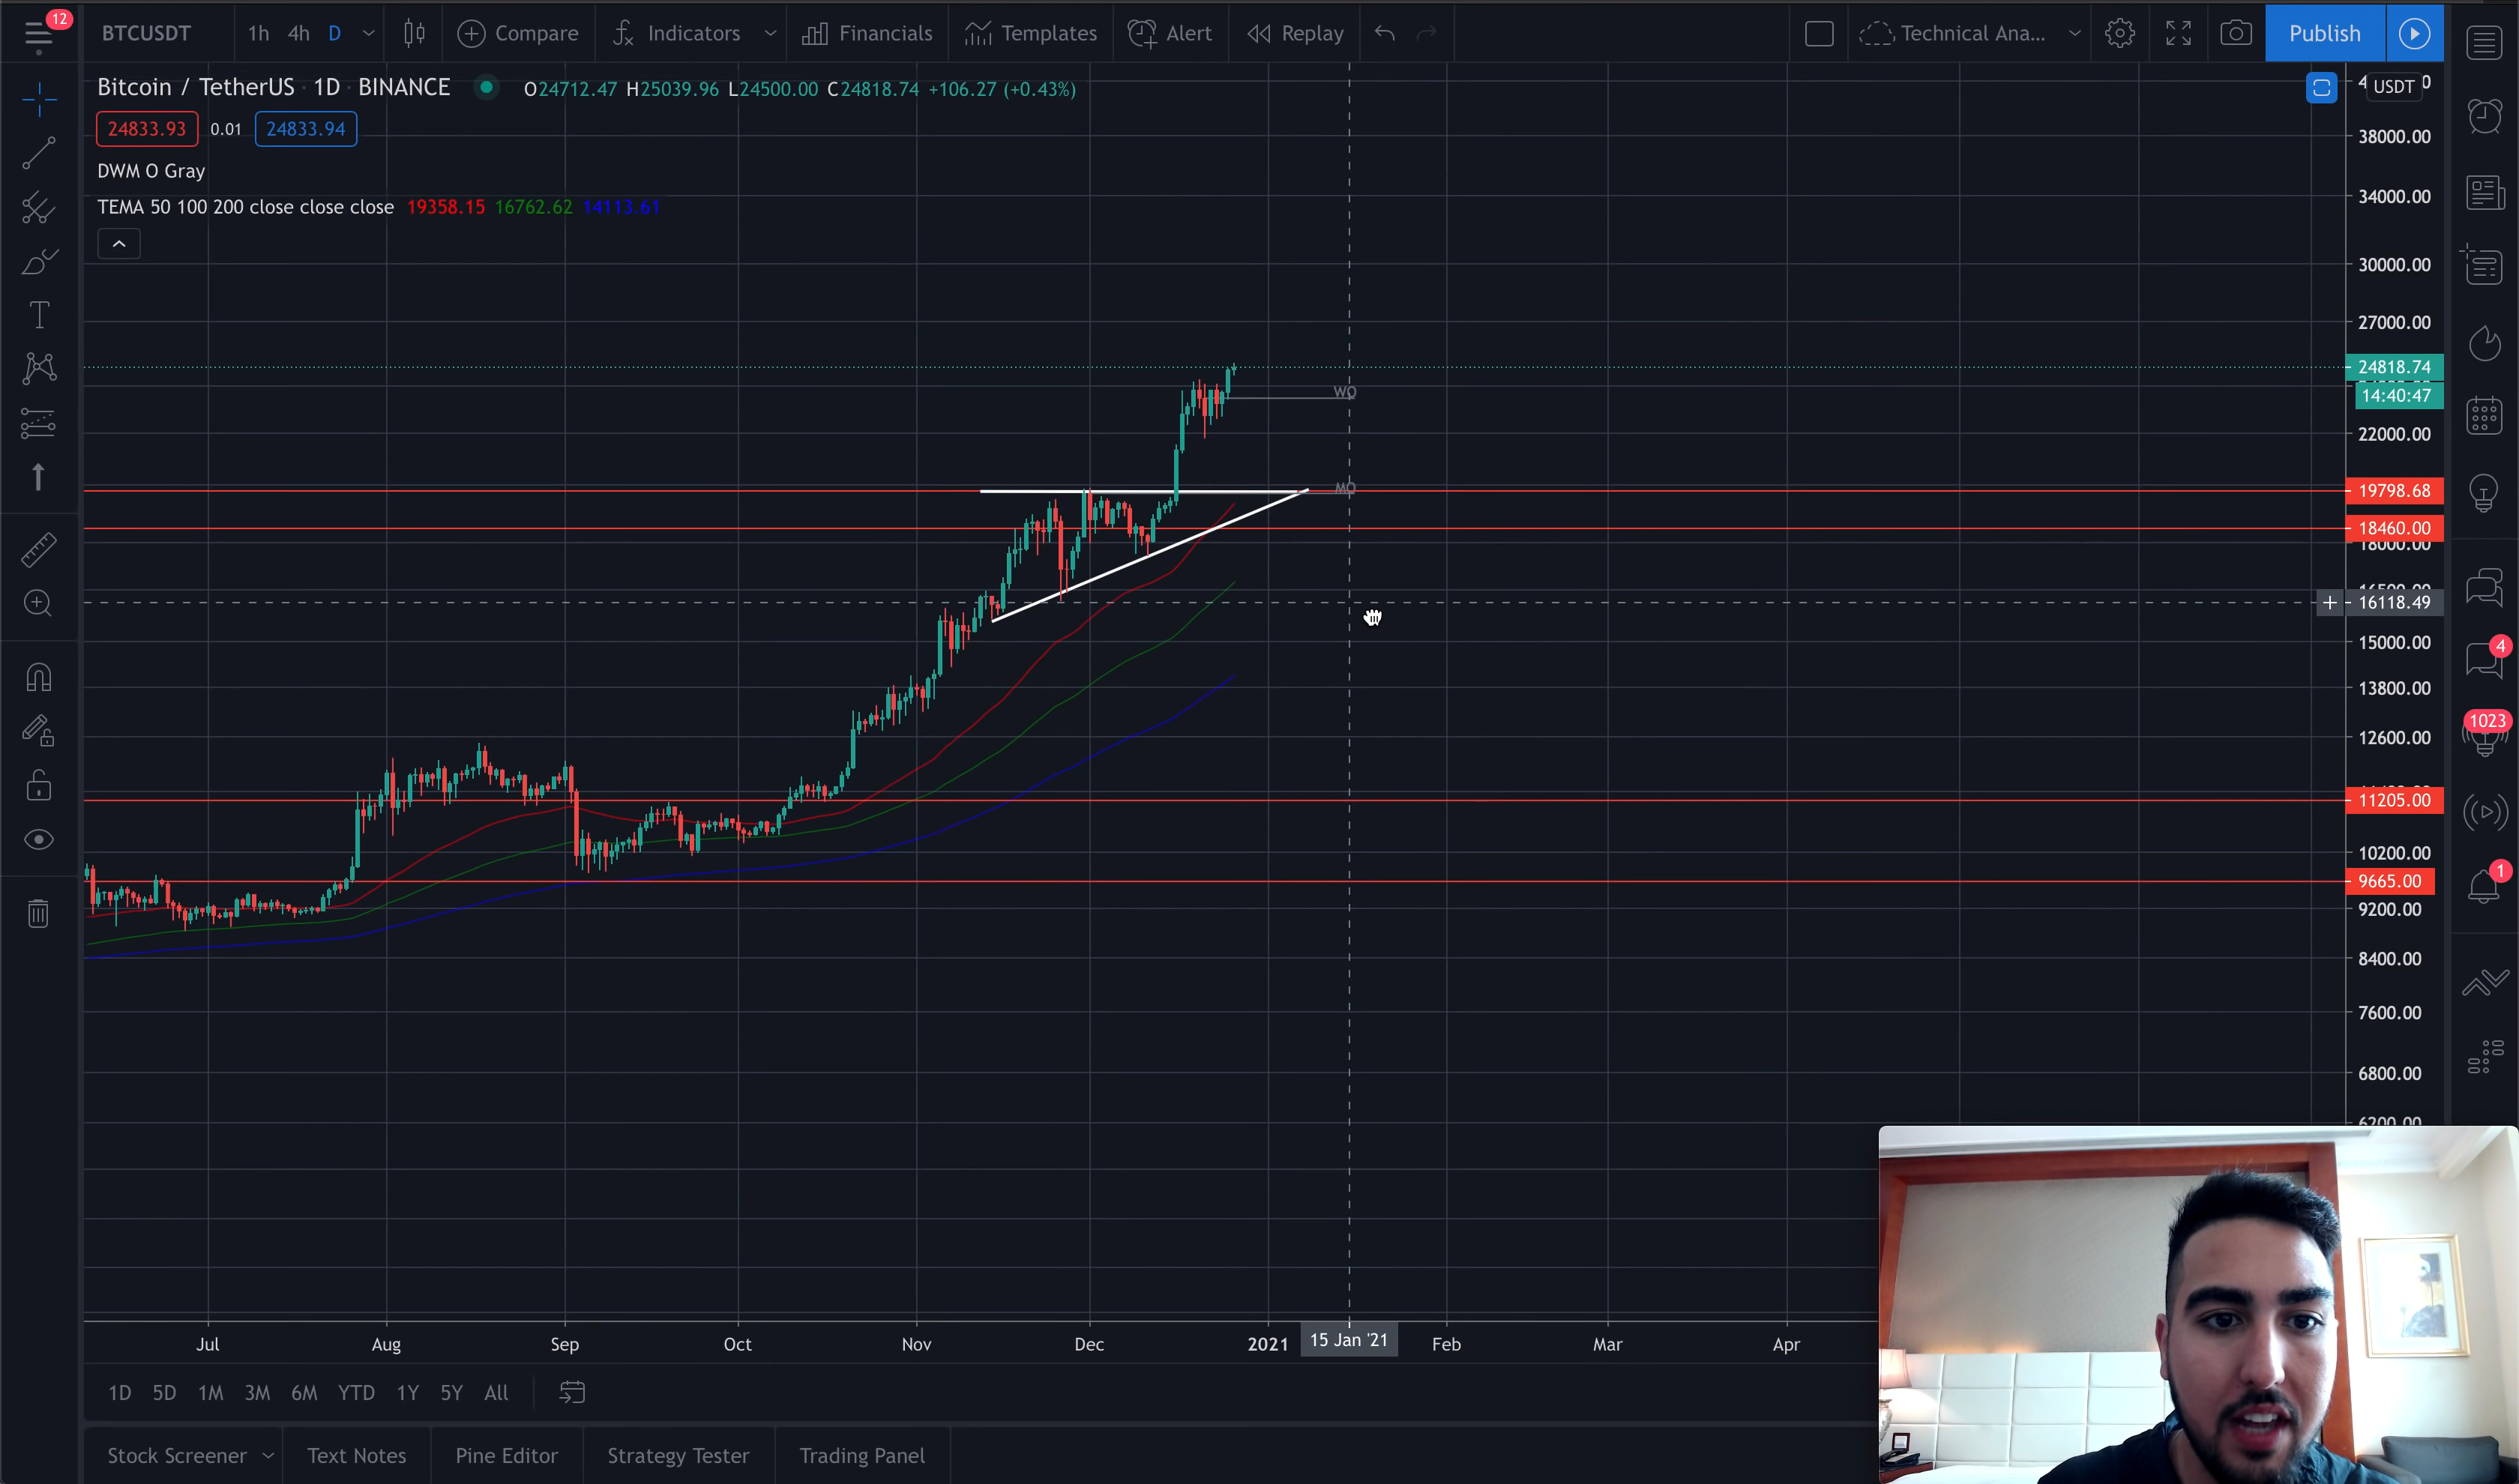 12
BTCUSDT 1h 4h D Compare Indicators Financials Templates Alert Replay Technical Ana... Publish
Bitcoin / TetherUS · 1D · BINANCE O24712.47 H25039.96 L24500.00 C24818.74 +106.27 (+0.43%)
USDT
24833.93 0.01 24833.94
DWM O Gray
TEMA 50 100 200 close close close 19358.15 16762.62 14113.61
38000.00
34000.00
30000.00
27000.00
24818.74
14:40:47
WO
22000.00
MO
19798.68
18460.00
18000.00
16118.49
15000.00
4
13800.00
1023
12600.00
11205.00
10200.00
1
9665.00
9200.00
8400.00
7600.00
6800.00
Jul Aug Sep Oct Nov Dec 2021 15 Jan '21 Feb Mar Apr
1D 5D 1M 3M 6M YTD 1Y 5Y All
Stock Screener Text Notes Pine Editor Strategy Tester Trading Panel